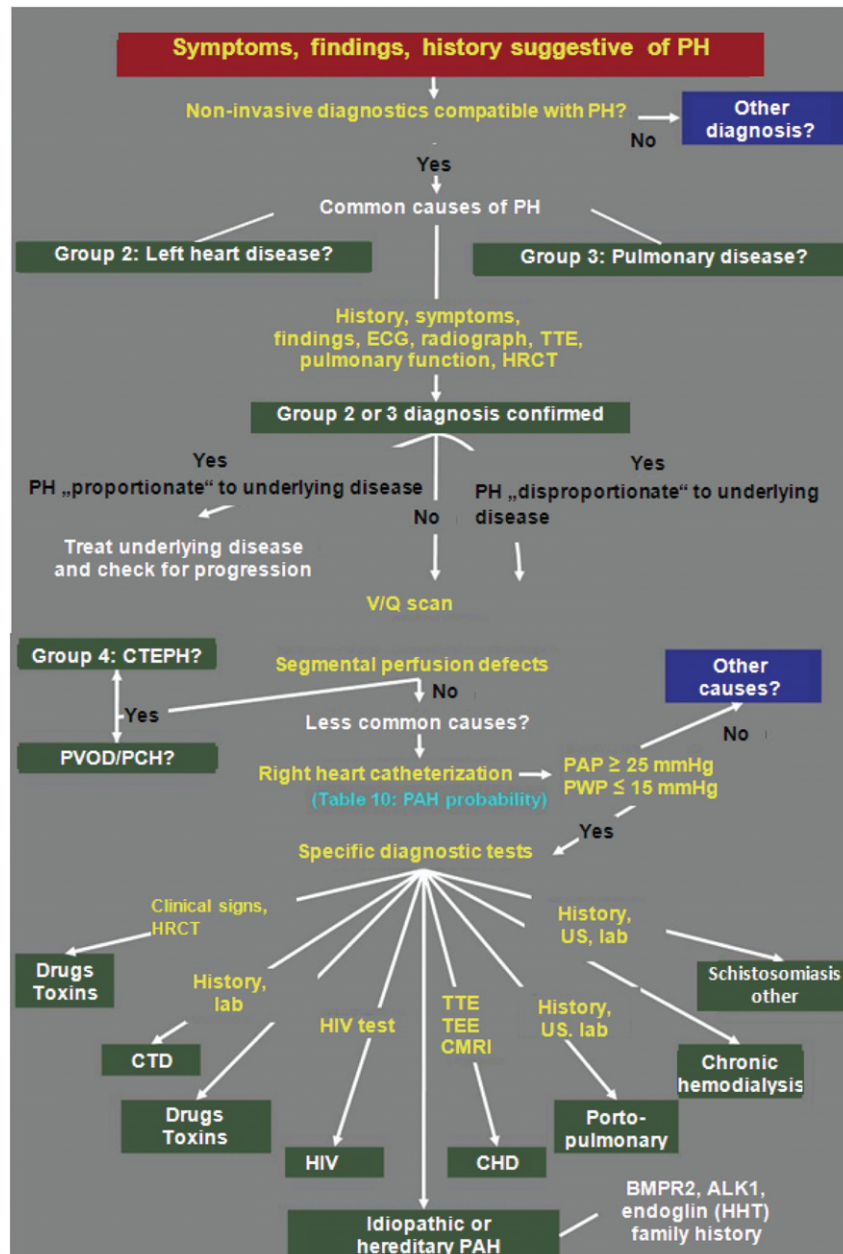 Symptoms, findings, history suggestive of PH
Non-invasive diagnostics compatible with PH?
Other
diagnosis?
No
Yes
Common causes of PH
Group 2: Left heart disease?
Group 3: Pulmonary disease?
History, symptoms,
findings, ECG, radiograph, TTE,
pulmonary function, HRCT
Group 2 or 3 diagnosis confirmed
Yes
PH „proportionate“ to underlying disease
Yes
PH „disproportionate“ to underlying
disease
No
Treat underlying disease
and check for progression
V/Q scan
Group 4: CTEPH?
Segmental perfusion defects
Other
causes?
No
Yes
Less common causes?
No
PVOD/PCH?
Right heart catheterization
PAP ≥ 25 mmHg
PWP ≤ 15 mmHg
(Table 10: PAH probability)
Yes
Specific diagnostic tests
Clinical signs,
HRCT
History,
US, lab
Drugs
Toxins
History,
lab
Schistosomiasis
other
HIV test
TTE
TEE
CMRI
History,
US. lab
CTD
Chronic
hemodialysis
Drugs
Toxins
Porto-
pulmonary
HIV
CHD
BMPR2, ALK1,
endoglin (HHT)
family history
Idiopathic or
hereditary PAH